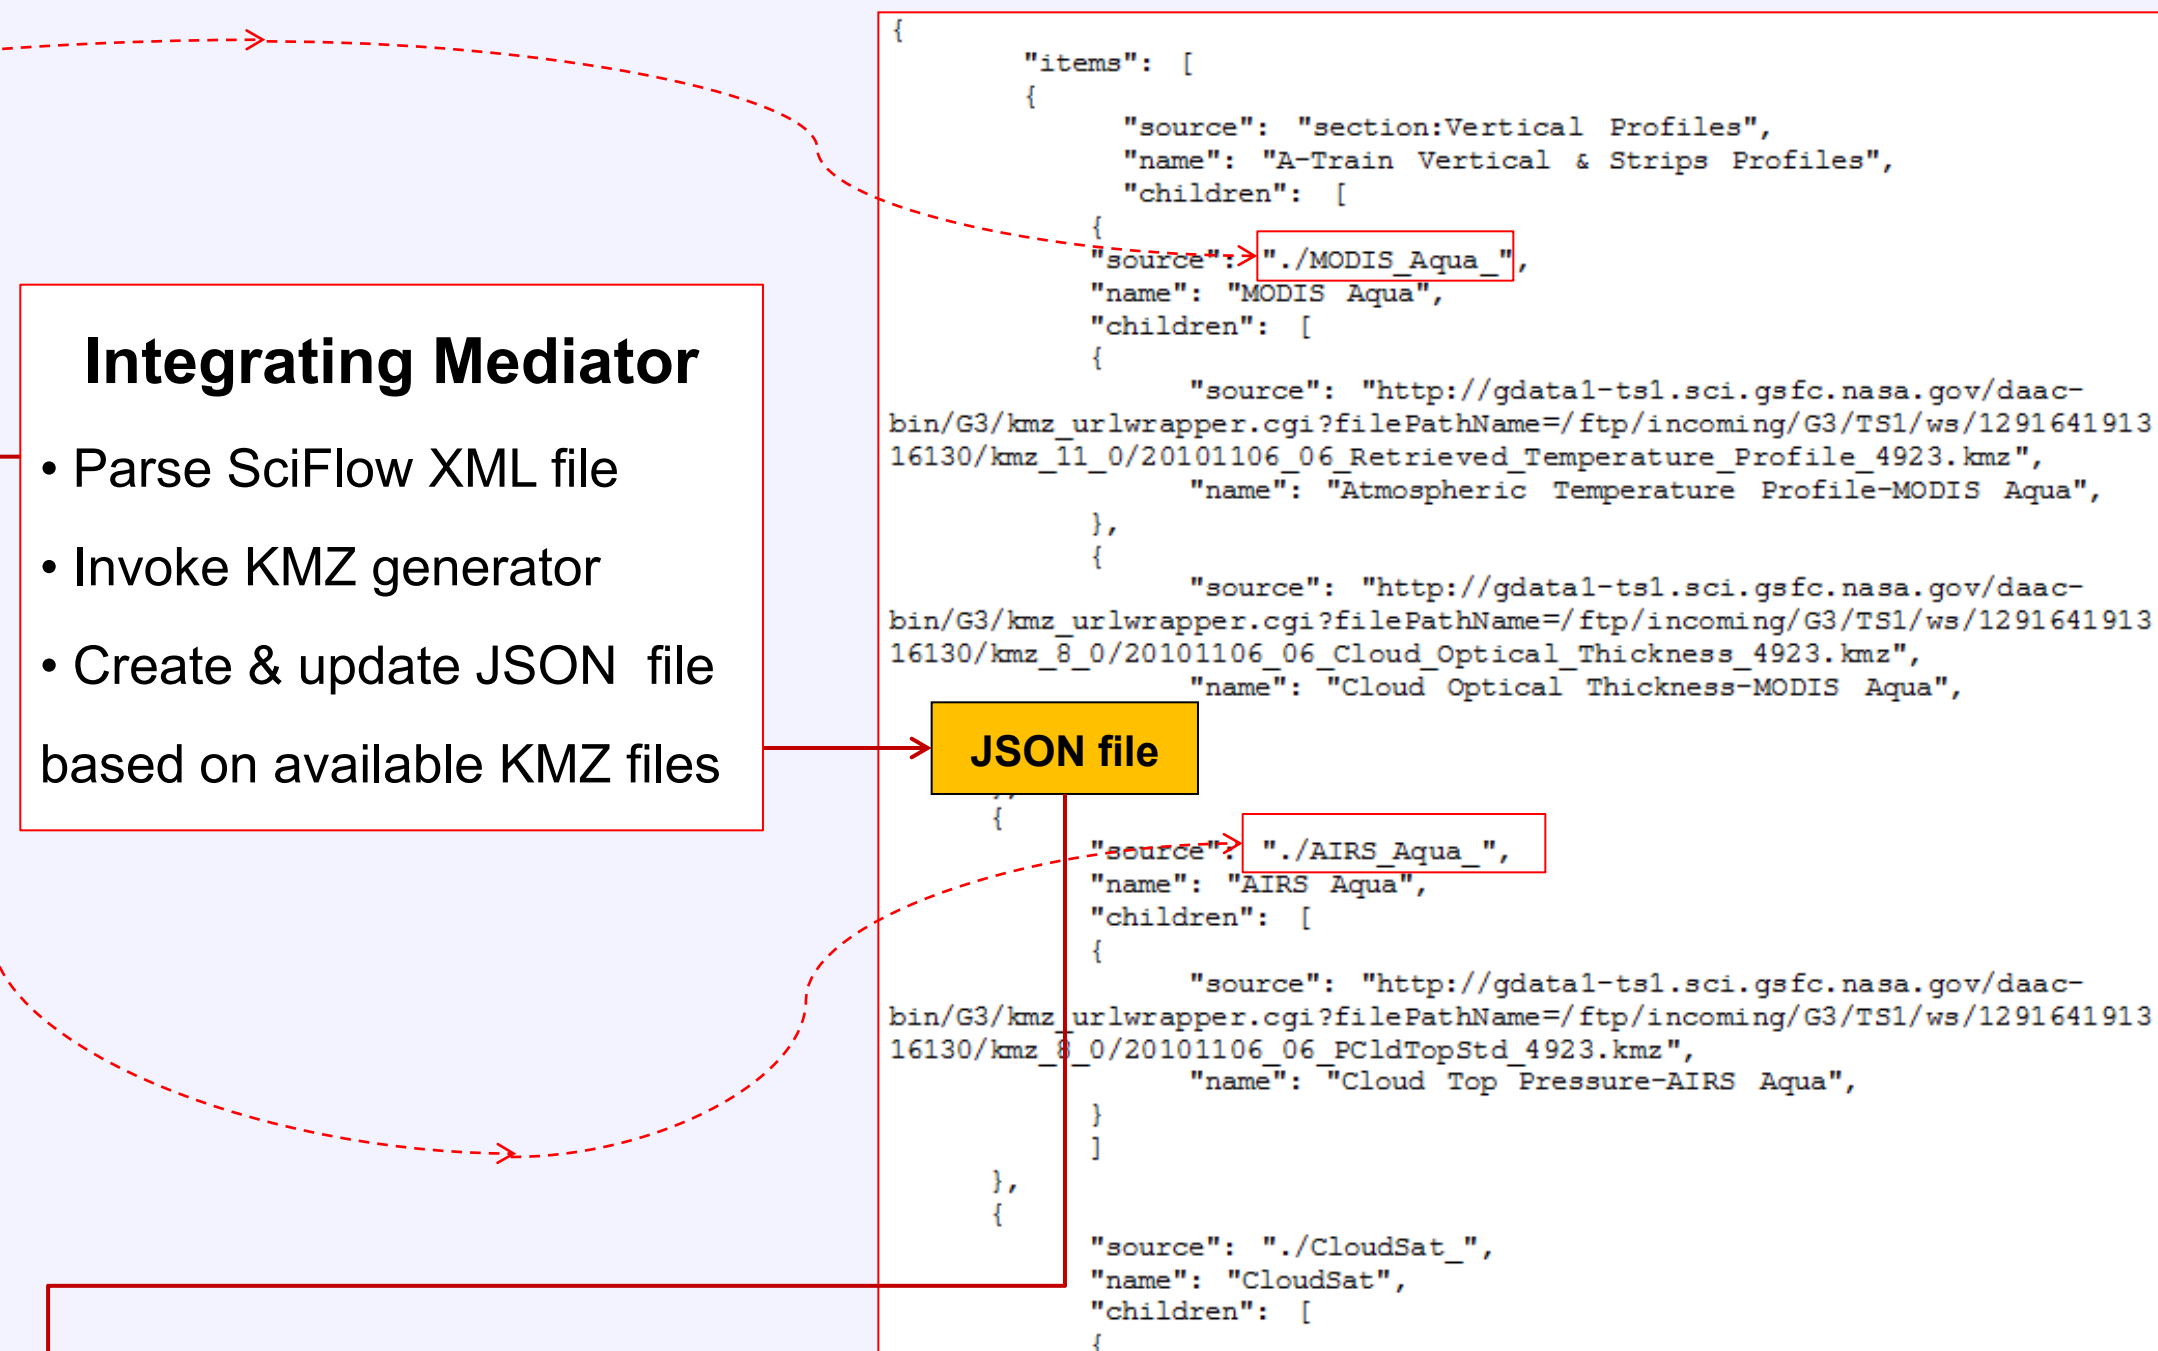 Integrating Mediator
• Parse SciFlow XML file
• Invoke KMZ generator
• Create & update JSON file
based on available KMZ files
JSON file
{
"items": [
{
"source": "section:Vertical Profiles",
"name": "A-Train Vertical & Strips Profiles",
"children": [
{
"source": "./MODIS_Aqua_",
"name": "MODIS Aqua",
"children": [
{
"source": "http://gdata1-ts1.sci.gsfc.nasa.gov/daac-
bin/G3/kmz_urlwrapper.cgi?filePathName=/ftp/incoming/G3/TS1/ws/1291641913
16130/kmz_11_0/20101106_06_Retrieved_Temperature_Profile_4923.kmz",
"name": "Atmospheric Temperature Profile-MODIS Aqua",
},
{
"source": "http://gdata1-ts1.sci.gsfc.nasa.gov/daac-
bin/G3/kmz_urlwrapper.cgi?filePathName=/ftp/incoming/G3/TS1/ws/1291641913
16130/kmz_8_0/20101106_06_Cloud_Optical_Thickness_4923.kmz",
"name": "Cloud Optical Thickness-MODIS Aqua",
{
"source": "./AIRS_Aqua_",
"name": "AIRS Aqua",
"children": [
{
"source": "http://gdata1-ts1.sci.gsfc.nasa.gov/daac-
bin/G3/kmz_urlwrapper.cgi?filePathName=/ftp/incoming/G3/TS1/ws/1291641913
16130/kmz_8_0/20101106_06_PCldTopStd_4923.kmz",
"name": "Cloud Top Pressure-AIRS Aqua",
}
]
},
{
"source": "./CloudSat_",
"name": "CloudSat",
"children": [
{